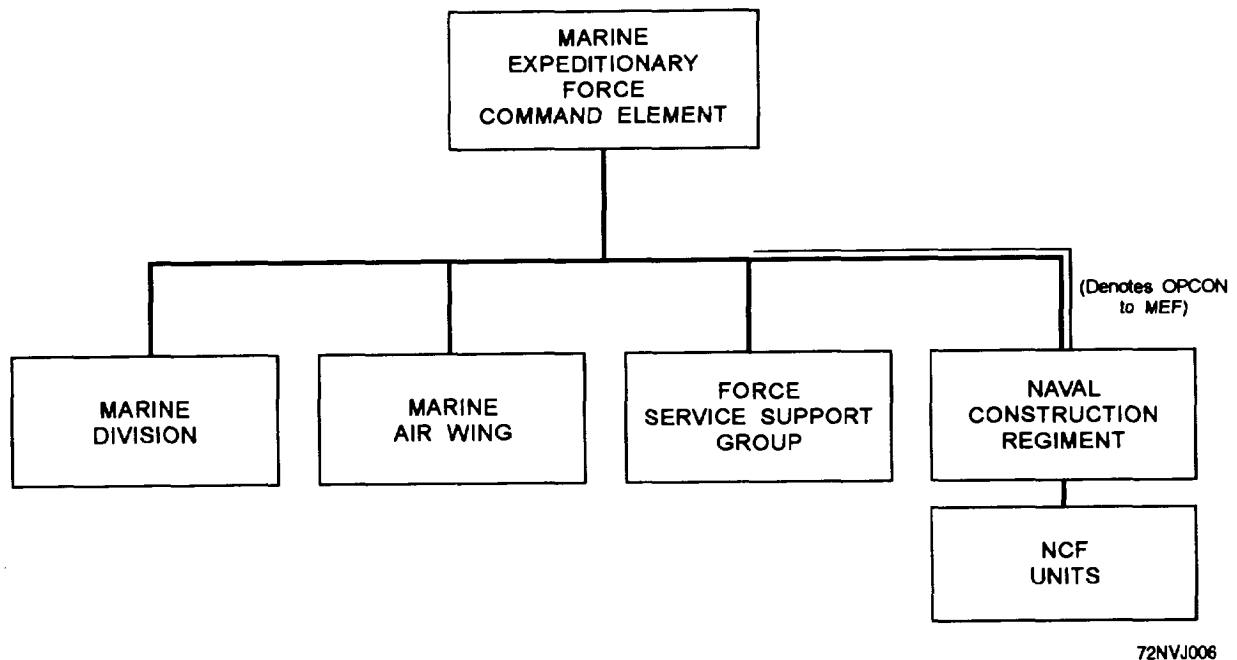 MARINE
EXPEDITIONARY
FORCE
COMMAND ELEMENT
(Denotes OPCON
to MEF)
MARINE
DIVISION
MARINE
AIR WING
FORCE
SERVICE SUPPORT
GROUP
NAVAL
CONSTRUCTION
REGIMENT
NCF
UNITS
72NVJ006